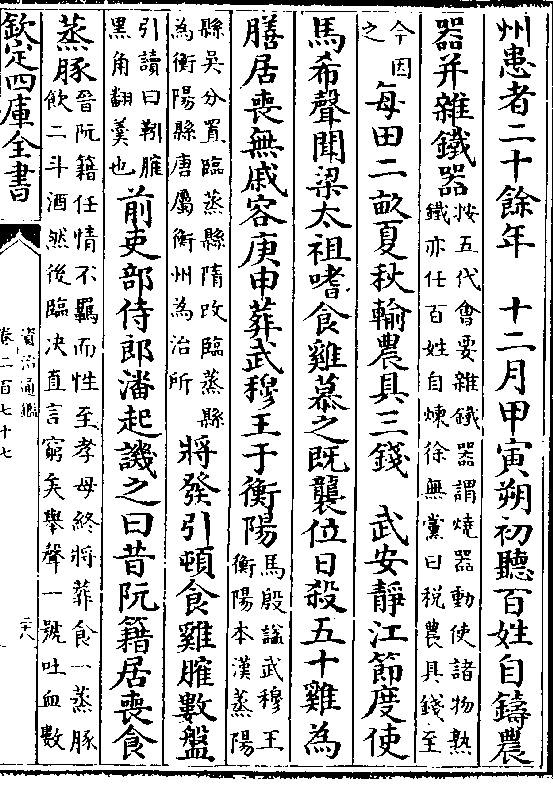 州患者二十餘年　十二月甲寅朔初聽百姓自鑄農
器并雜鐵器按五代會要雜鐵器謂燒器動使諸物熟
鐵亦任百姓自煉徐無黨曰稅農具錢至
今因
之每田二畝夏秋輸農具三錢　武安靜江節度使
馬希聲聞梁太祖嗜食雞慕之旣襲位日殺五十雞為
膳居喪無戚容庚申葬武穆王于衡陽馬殷諡武穆王
衡陽本漢蒸陽
縣吳分置臨蒸縣隋改臨蒸縣
為衡陽縣唐屬衡州為治所將發引頓食雞臛數盤
引讀曰靷臛
黑角翻羹也前吏部侍郎潘起譏之曰昔阮籍居喪食
蒸豚晉阮籍任情不羈而性至孝母終將葬食一蒸豚
飲二斗酒然後臨決直言窮矣舉聲一號吐血數
欽定四庫全書
資治通鑑
卷二百七十七
二十八